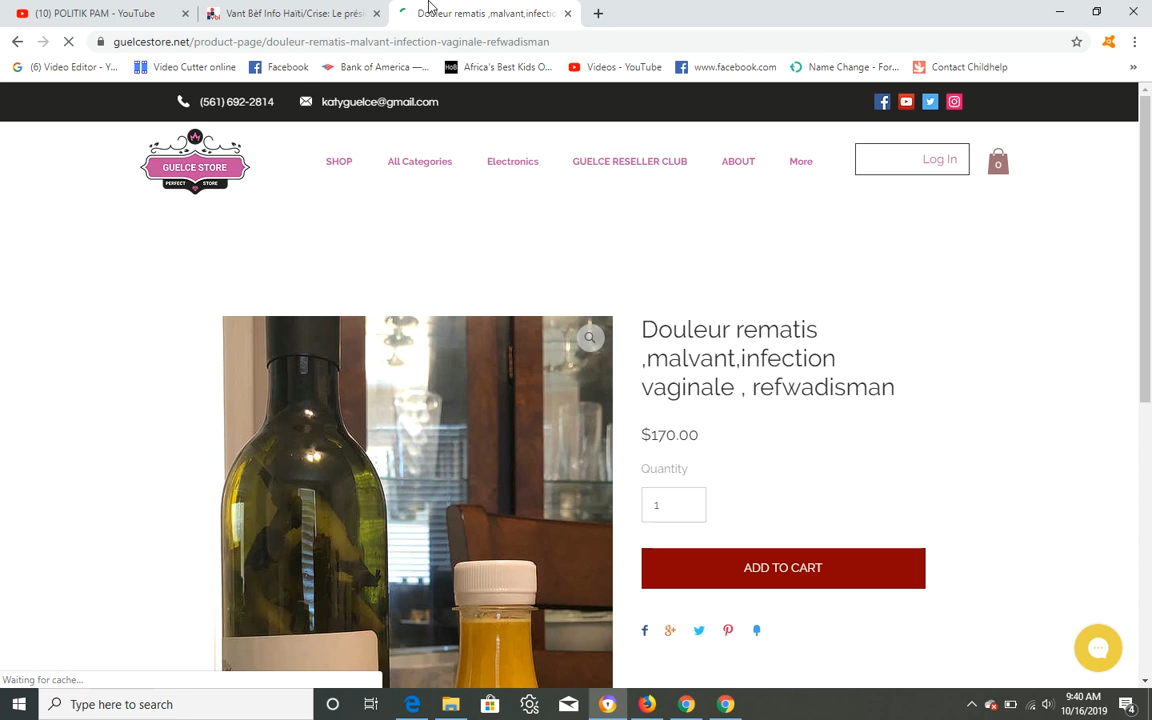 (10) POLITIK PAM - YouTube
Vant Bèf Info Haïti/Crise: Le prési
Douleur rematis ,malvant,infectio
guelcestore.net/product-page/douleur-rematis-malvant-infection-vaginale-refwadisman
(6) Video Editor - Y...
Video Cutter online
Facebook
Bank of America —...
HoB
Africa's Best Kids O...
Videos - YouTube
www.facebook.com
Name Change - For...
Contact Childhelp
(561) 692-2814
katyguelce@gmail.com
GUELCE STORE
PERFECT STORE
SHOP
All Categories
Electronics
GUELCE RESELLER CLUB
ABOUT
More
Log In
0
Douleur rematis
,malvant,infection
vaginale , refwadisman
$170.00
Quantity
1
ADD TO CART
Waiting for cache...
Type here to search
9:40 AM
10/16/2019
4